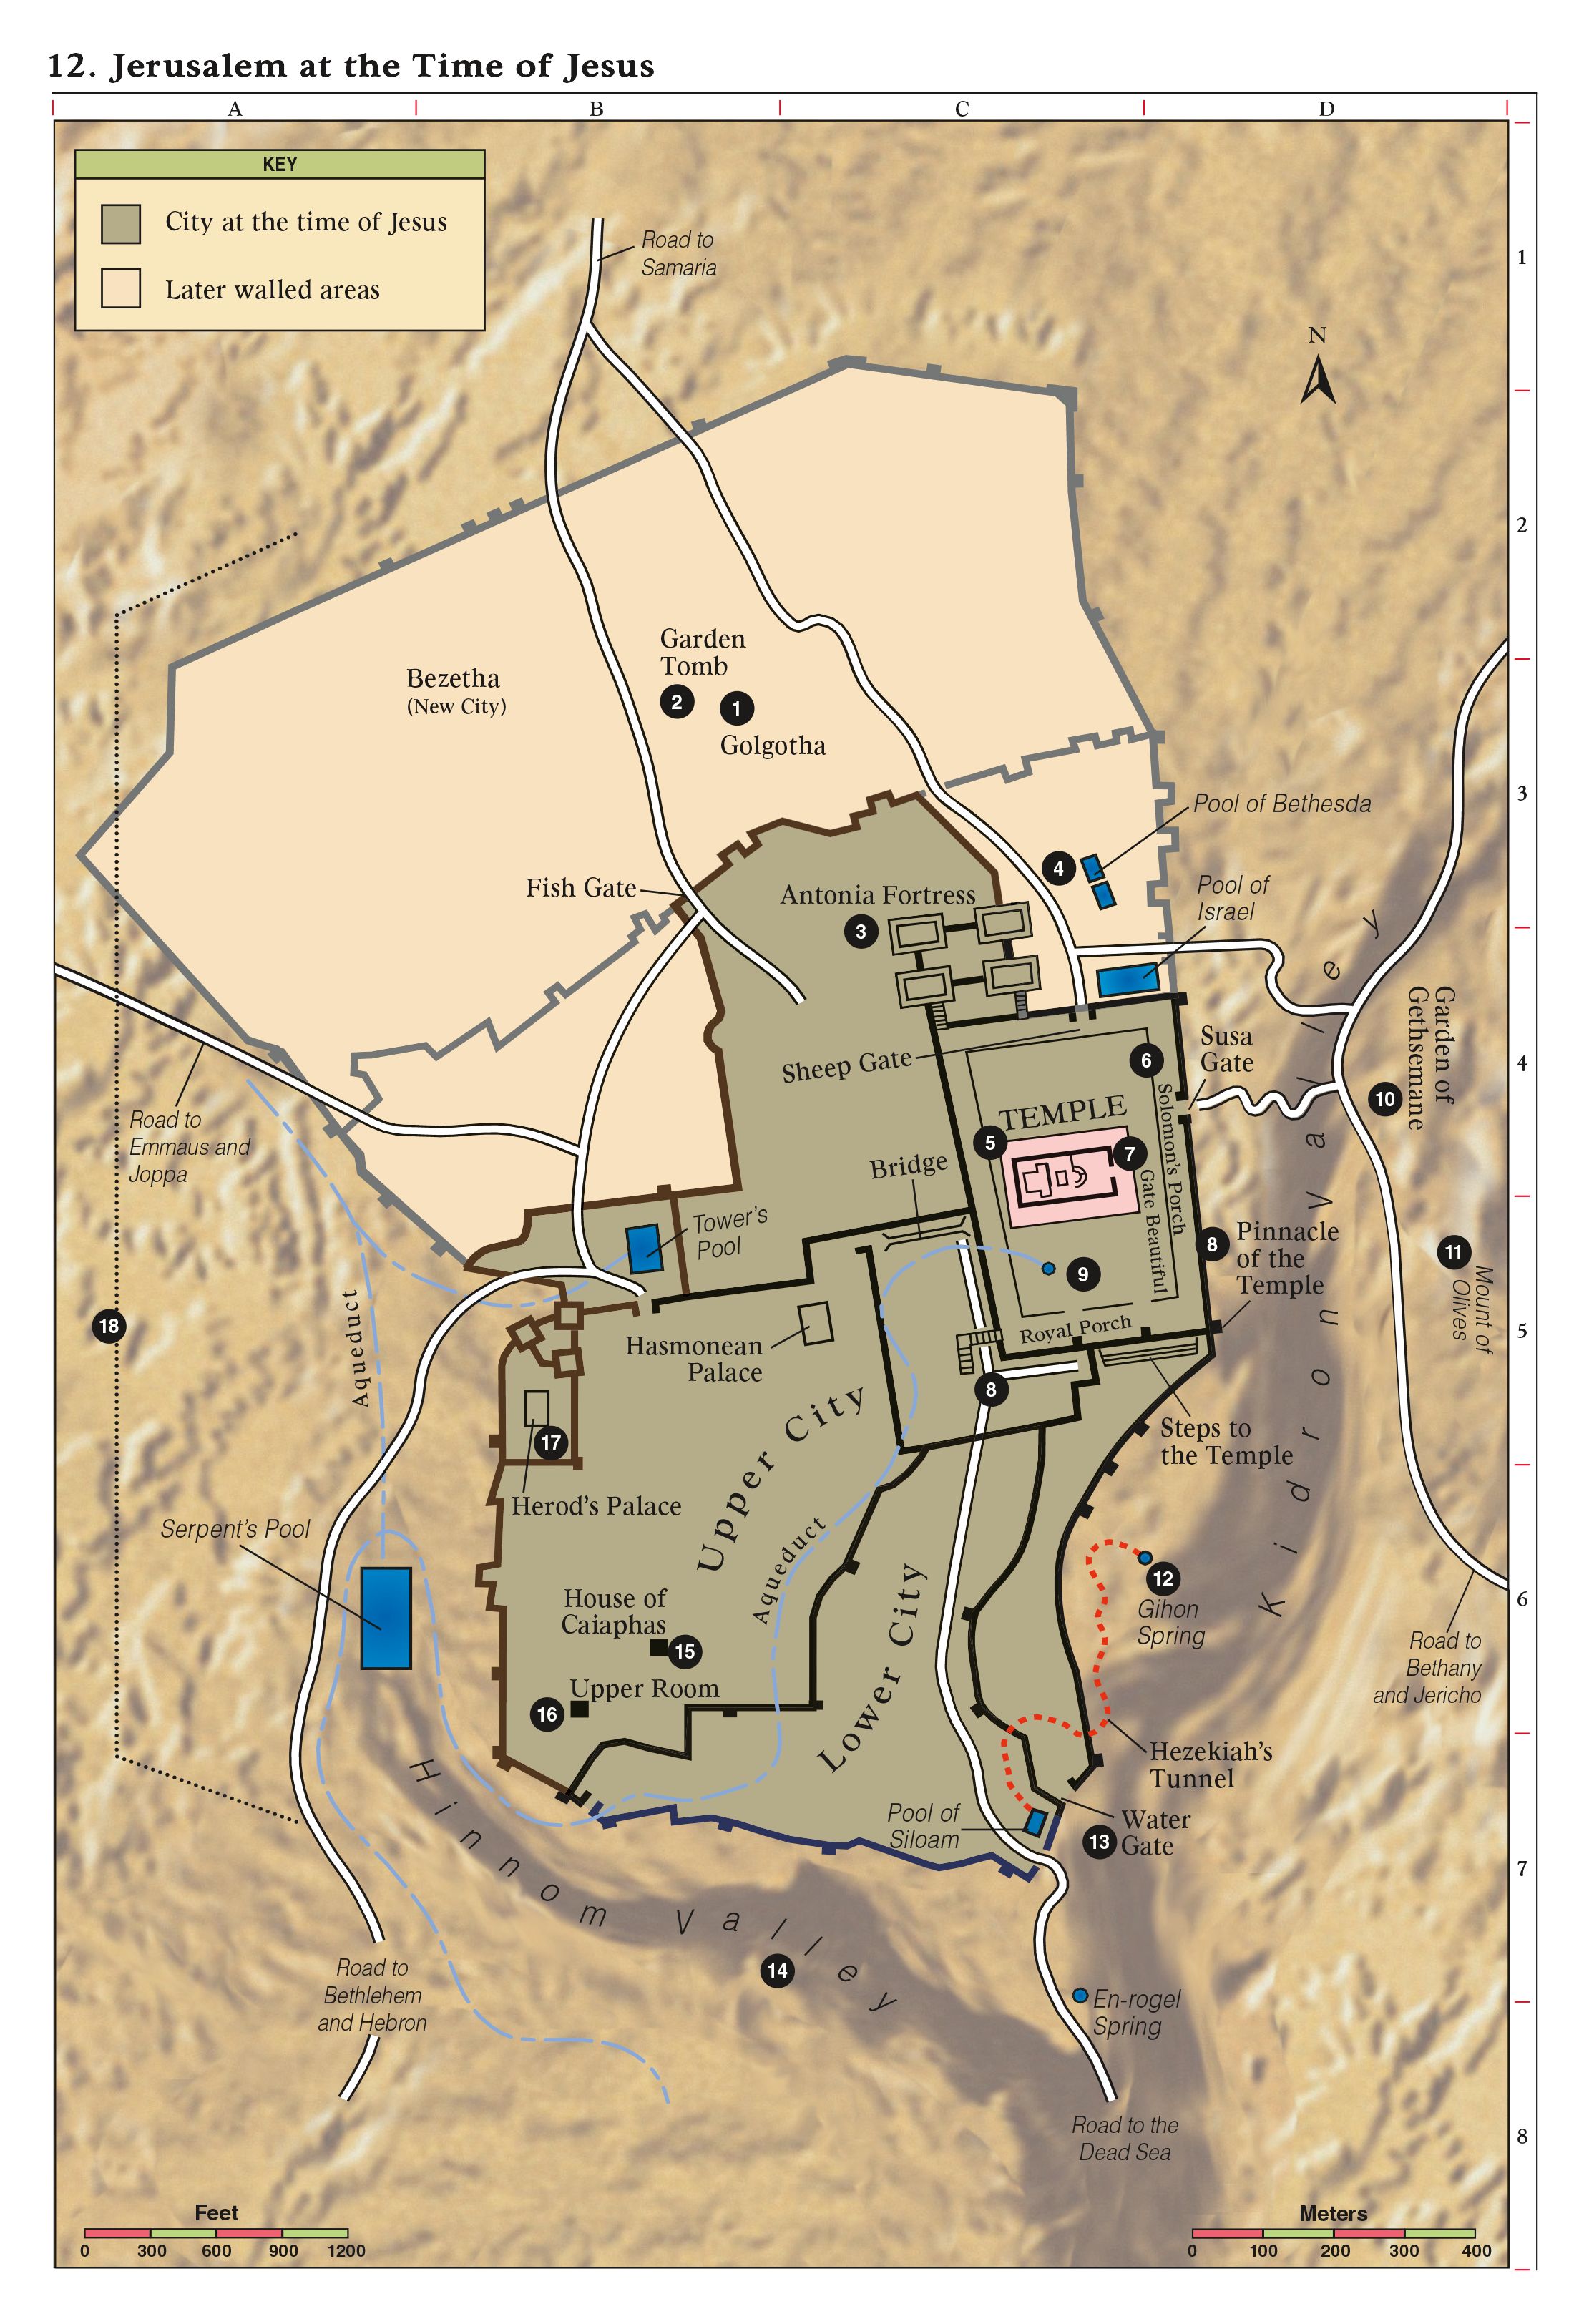 12. Jerusalem at the Time of Jesus
A B C D
KEY
City at the time of Jesus
Later walled areas
Road to
Samaria
N
1
2
Garden
Tomb
2 1
Golgotha
Bezetha
(New City)
3
Pool of Bethesda
4
Pool of
Israel
Fish Gate
Antonia Fortress
3
Garden of
Gethsemane
Susa
Gate
4
Sheep Gate
6
10
Road to
Emmaus and
Joppa
TEMPLE
5
7
Solomon's Porch
Gate Beautiful
Bridge
Tower's
Pool
8
Pinnacle
of the
Temple
11
Mount of
Olives
9
18
Aqueduct
Royal Porch
5
Hasmonean
Palace
8
Upper City
Steps to
the Temple
17
Herod's Palace
Serpent's Pool
Aqueduct
Kidron Valley
12
Gihon
Spring
6
House of
Caiaphas
15
Upper Room
16
Lower City
Road to
Bethany
and Jericho
Hezekiah's
Tunnel
Pool of
Siloam
Water
Gate
13
7
Hinnom Valley
14
Road to
Bethlehem
and Hebron
En-rogel
Spring
Road to the
Dead Sea
8
Feet
0 300 600 900 1200
Meters
0 100 200 300 400